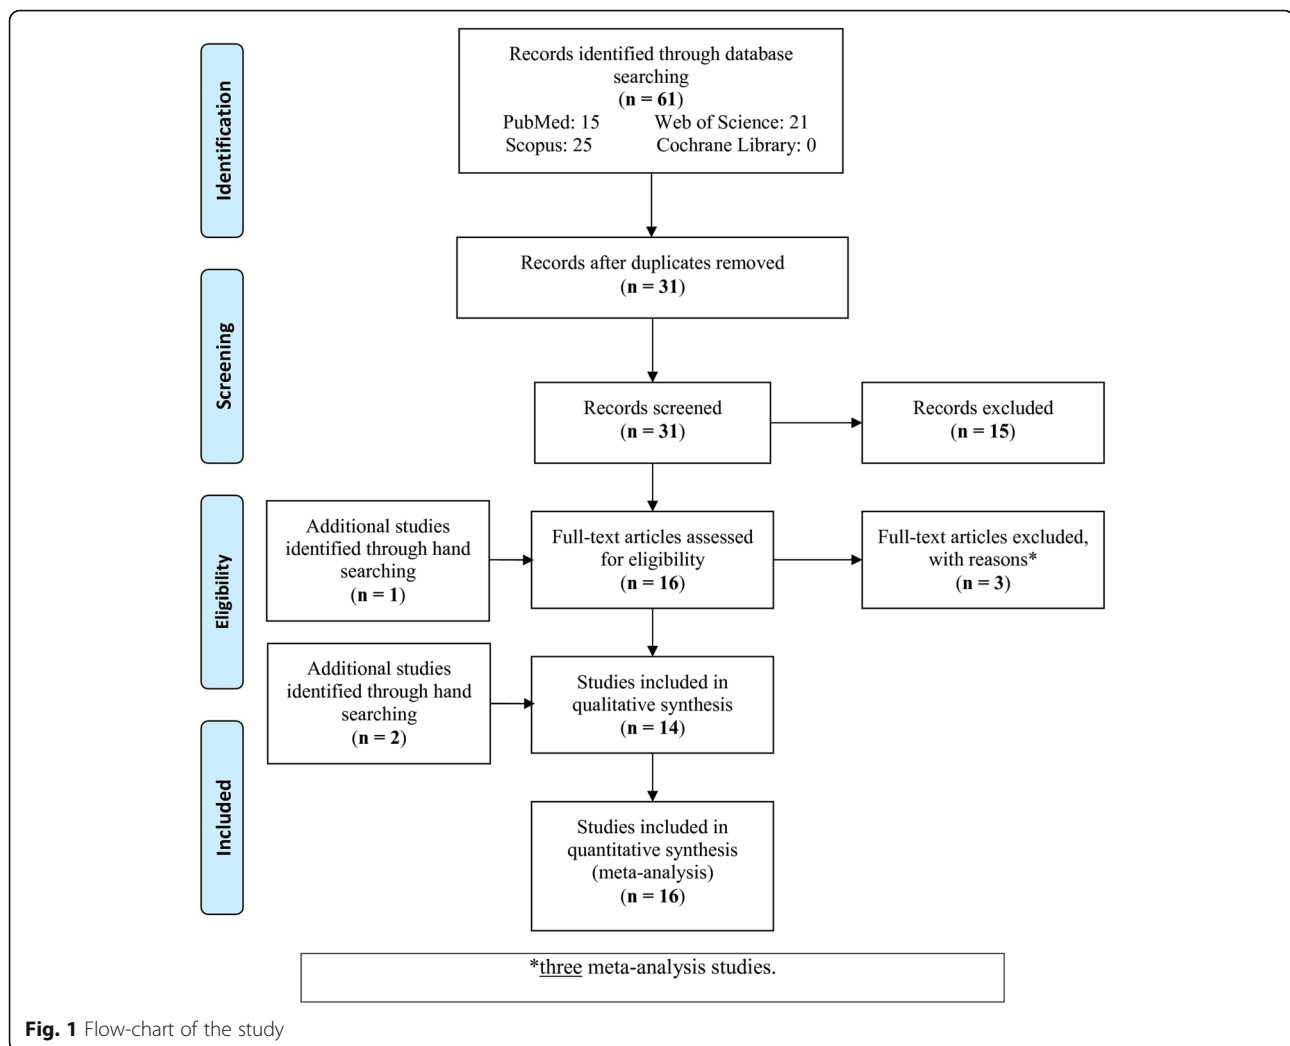 Identification
Records identified through database
searching
(n = 61)
PubMed: 15 Web of Science: 21
Scopus: 25 Cochrane Library: 0
Screening
Records after duplicates removed
(n = 31)
Records screened
(n = 31)
Records excluded
(n = 15)
Eligibility
Additional studies
identified through hand
searching
(n = 1)
Full-text articles assessed
for eligibility
(n = 16)
Full-text articles excluded,
with reasons*
(n = 3)
Additional studies
identified through hand
searching
(n = 2)
Studies included in
qualitative synthesis
(n = 14)
Included
Studies included in
quantitative synthesis
(meta-analysis)
(n = 16)
*three meta-analysis studies.
Fig. 1 Flow-chart of the study